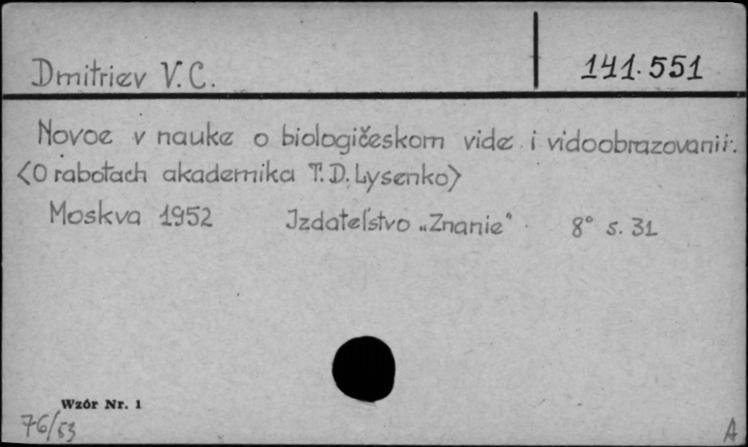 Dmitriev V.C.
141.551
Novoe v nauke o biologičeskom vide i vidoobrazovanii.
<O rabotach akademika T.D. Lysenko>
Moskva 1952 Izdatel'stvo „Znanie" 8° s. 31
Wzór Nr. 1
76/53
A